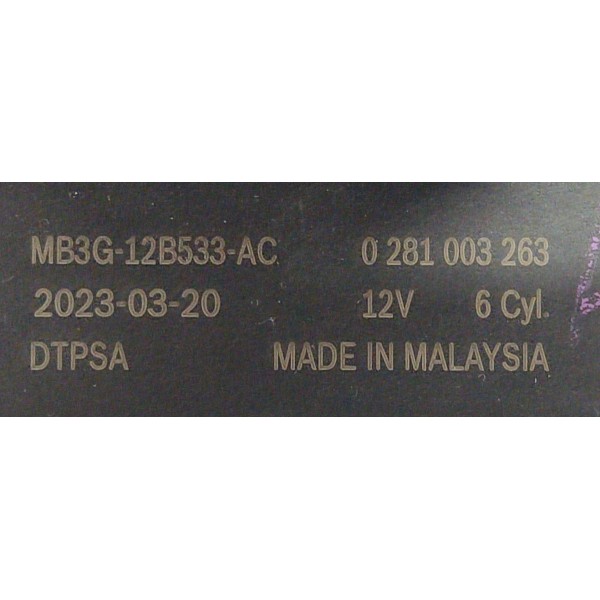 MB3G-12B533-AC 0 281 003 263
2023-03-20 12V 6 Cyl.
DTPSA MADE IN MALAYSIA